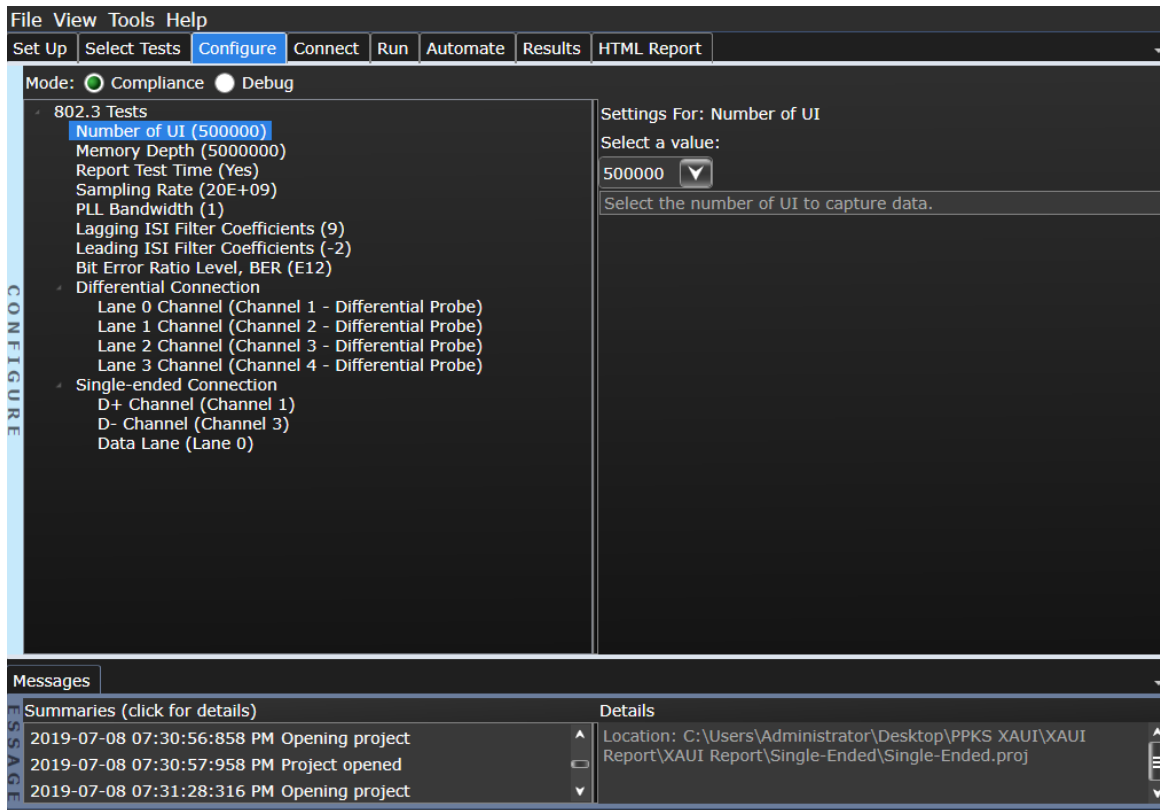 File View Tools Help
Set Up Select Tests Configure Connect Run Automate Results HTML Report
Mode: Compliance Debug
802.3 Tests
Number of UI (500000)
Memory Depth (5000000)
Report Test Time (Yes)
Sampling Rate (20E+09)
PLL Bandwidth (1)
Lagging ISI Filter Coefficients (9)
Leading ISI Filter Coefficients (-2)
Bit Error Ratio Level, BER (E12)
Differential Connection
Lane 0 Channel (Channel 1 - Differential Probe)
Lane 1 Channel (Channel 2 - Differential Probe)
Lane 2 Channel (Channel 3 - Differential Probe)
Lane 3 Channel (Channel 4 - Differential Probe)
Single-ended Connection
D+ Channel (Channel 1)
D- Channel (Channel 3)
Data Lane (Lane 0)
CONFIGURE
Settings For: Number of UI
Select a value:
500000
Select the number of UI to capture data.
Messages
Summaries (click for details)
2019-07-08 07:30:56:858 PM Opening project
2019-07-08 07:30:57:958 PM Project opened
2019-07-08 07:31:28:316 PM Opening project
Details
Location: C:\Users\Administrator\Desktop\PPKS XAUI\XAUI
Report\XAUI Report\Single-Ended\Single-Ended.proj